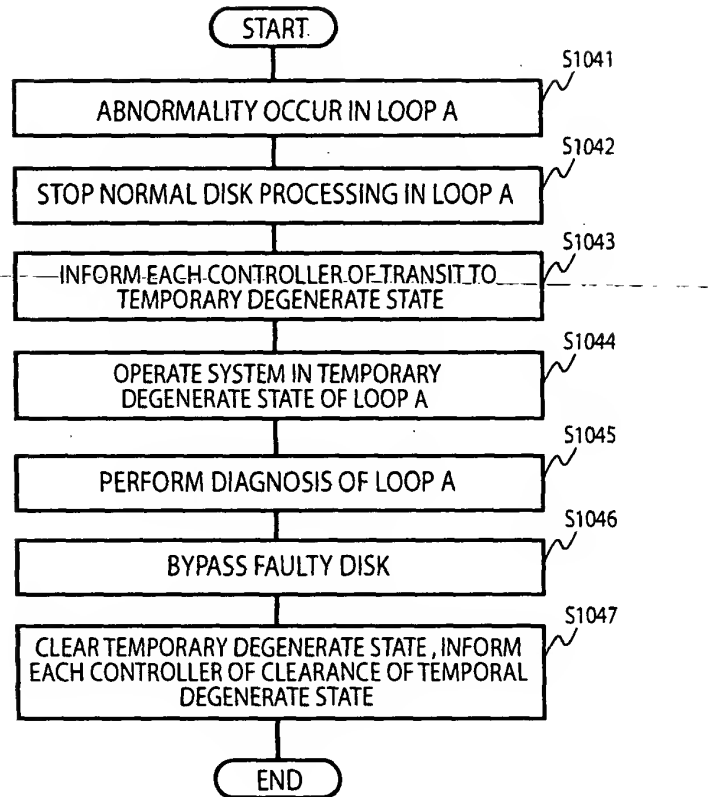 START
S1041
ABNORMALITY OCCUR IN LOOP A
S1042
STOP NORMAL DISK PROCESSING IN LOOP A
S1043
INFORM EACH CONTROLLER OF TRANSIT TO
TEMPORARY DEGENERATE STATE
S1044
OPERATE SYSTEM IN TEMPORARY
DEGENERATE STATE OF LOOP A
S1045
PERFORM DIAGNOSIS OF LOOP A
S1046
BYPASS FAULTY DISK
S1047
CLEAR TEMPORARY DEGENERATE STATE, INFORM
EACH CONTROLLER OF CLEARANCE OF TEMPORAL
DEGENERATE STATE
END